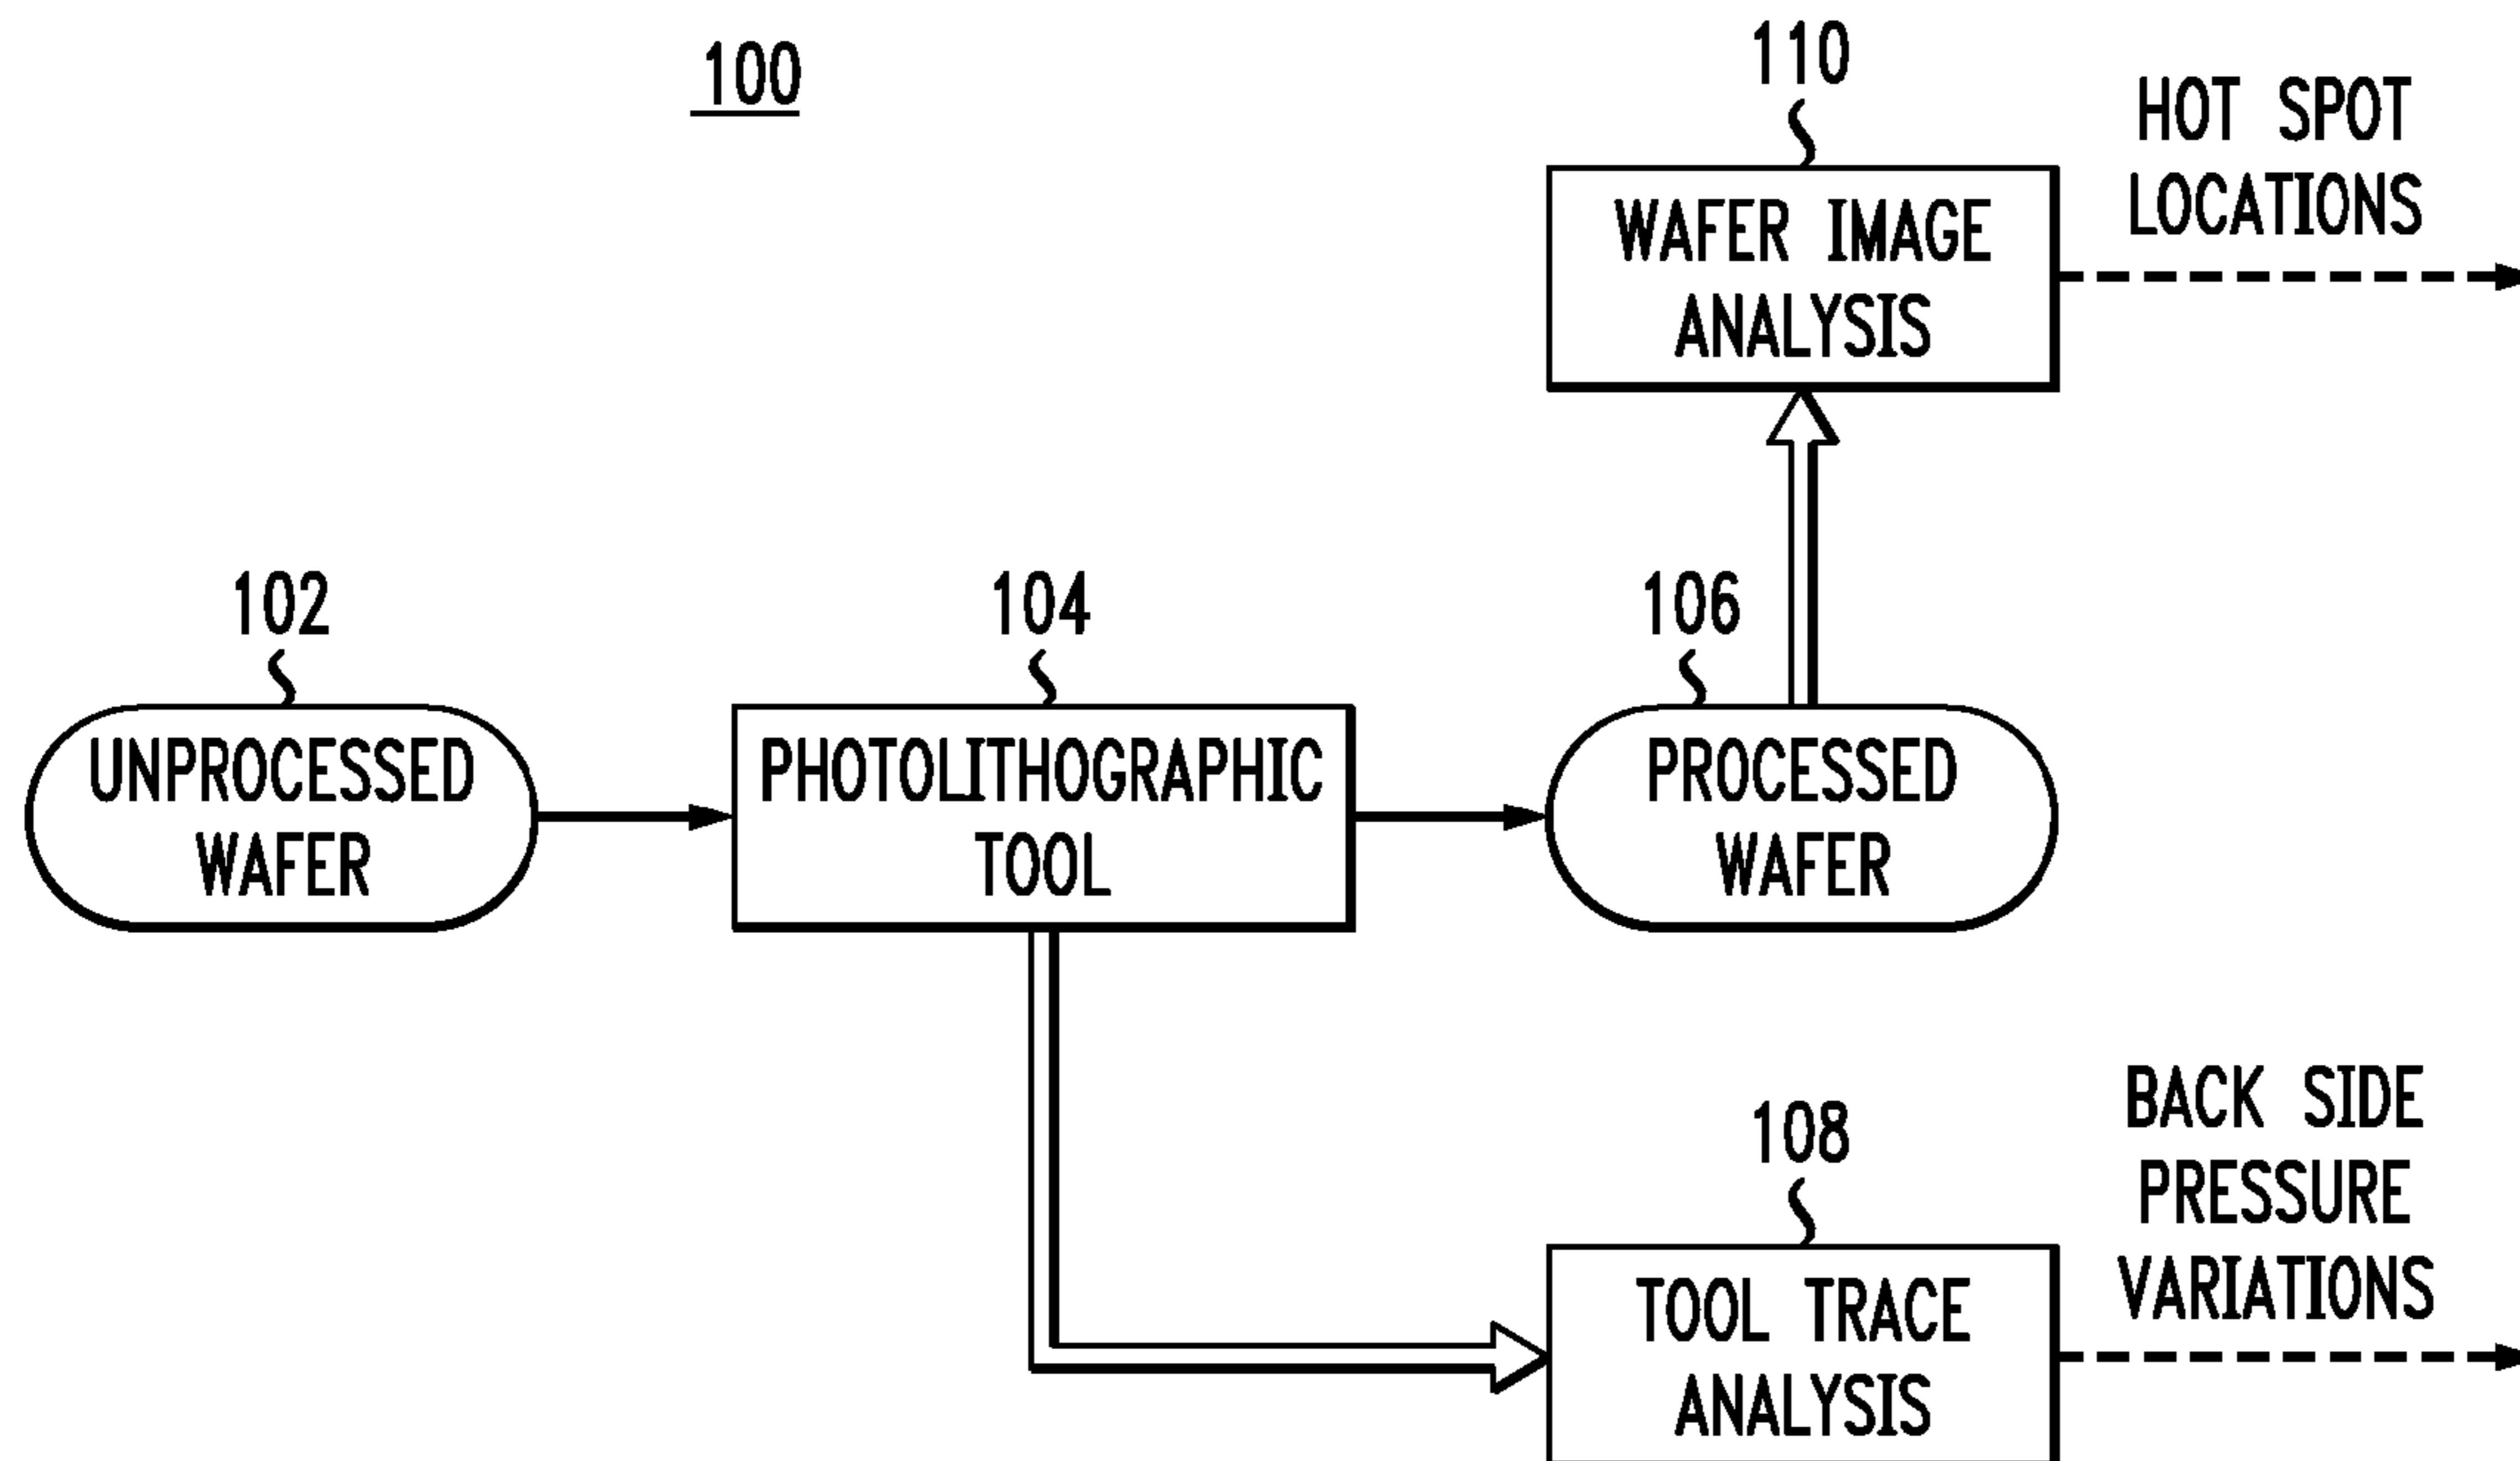 100
110
HOT SPOT
LOCATIONS
WAFER IMAGE
ANALYSIS
102
104
106
UNPROCESSED
WAFER
PHOTOLITHOGRAPHIC
TOOL
PROCESSED
WAFER
108
BACK SIDE
PRESSURE
VARIATIONS
TOOL TRACE
ANALYSIS